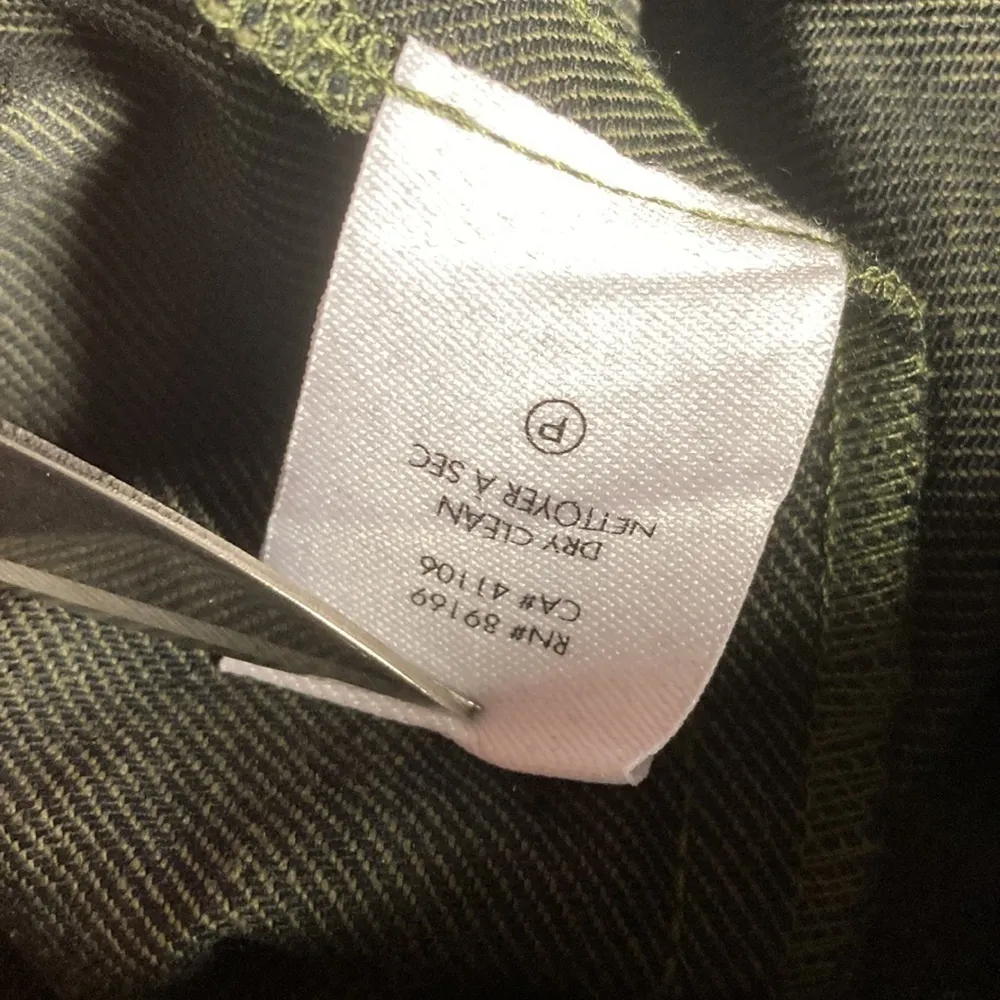 RN# 89169
CA# 41106
DRY CLEAN
NETTOYER À SEC
P